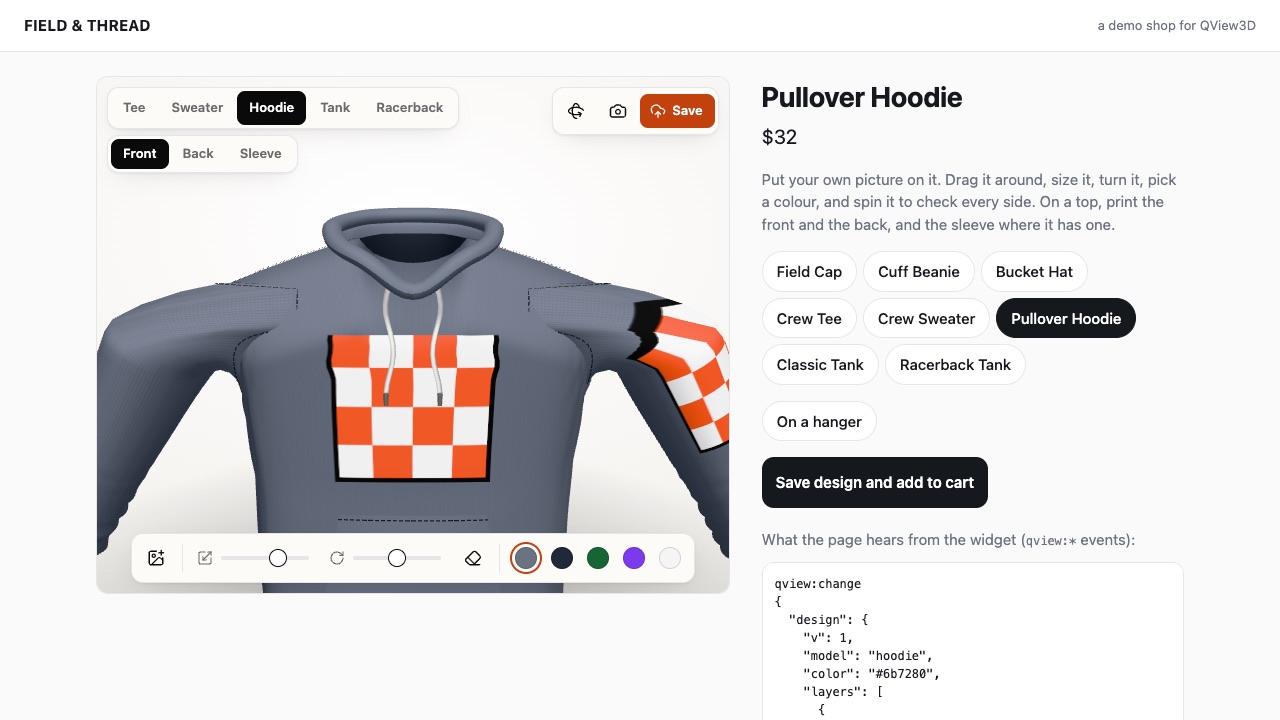 FIELD & THREAD
a demo shop for QView3D
Tee Sweater Hoodie Tank Racerback
Save
Front Back Sleeve
Pullover Hoodie
$32
Put your own picture on it. Drag it around, size it, turn it, pick
a colour, and spin it to check every side. On a top, print the
front and the back, and the sleeve where it has one.
Field Cap Cuff Beanie Bucket Hat
Crew Tee Crew Sweater Pullover Hoodie
Classic Tank Racerback Tank
On a hanger
Save design and add to cart
What the page hears from the widget (qview:* events):
qview:change
{
"design": {
"v": 1,
"model": "hoodie",
"color": "#6b7280",
"layers": [
{